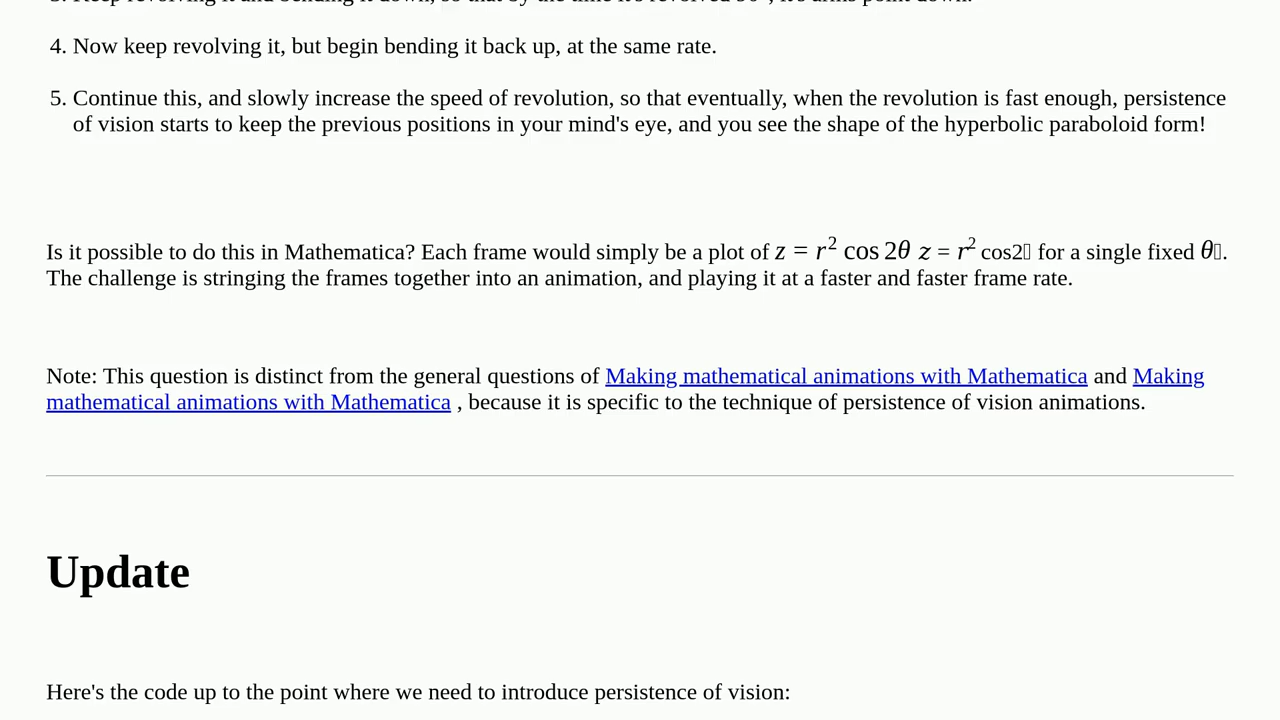 4. Now keep revolving it, but begin bending it back up, at the same rate.
5. Continue this, and slowly increase the speed of revolution, so that eventually, when the revolution is fast enough, persistence
of vision starts to keep the previous positions in your mind's eye, and you see the shape of the hyperbolic paraboloid form!
Is it possible to do this in Mathematica? Each frame would simply be a plot of z = r² cos 2θ z = r² cos2 for a single fixed θ.
The challenge is stringing the frames together into an animation, and playing it at a faster and faster frame rate.
Note: This question is distinct from the general questions of Making mathematical animations with Mathematica and Making
mathematical animations with Mathematica , because it is specific to the technique of persistence of vision animations.
Update
Here's the code up to the point where we need to introduce persistence of vision: